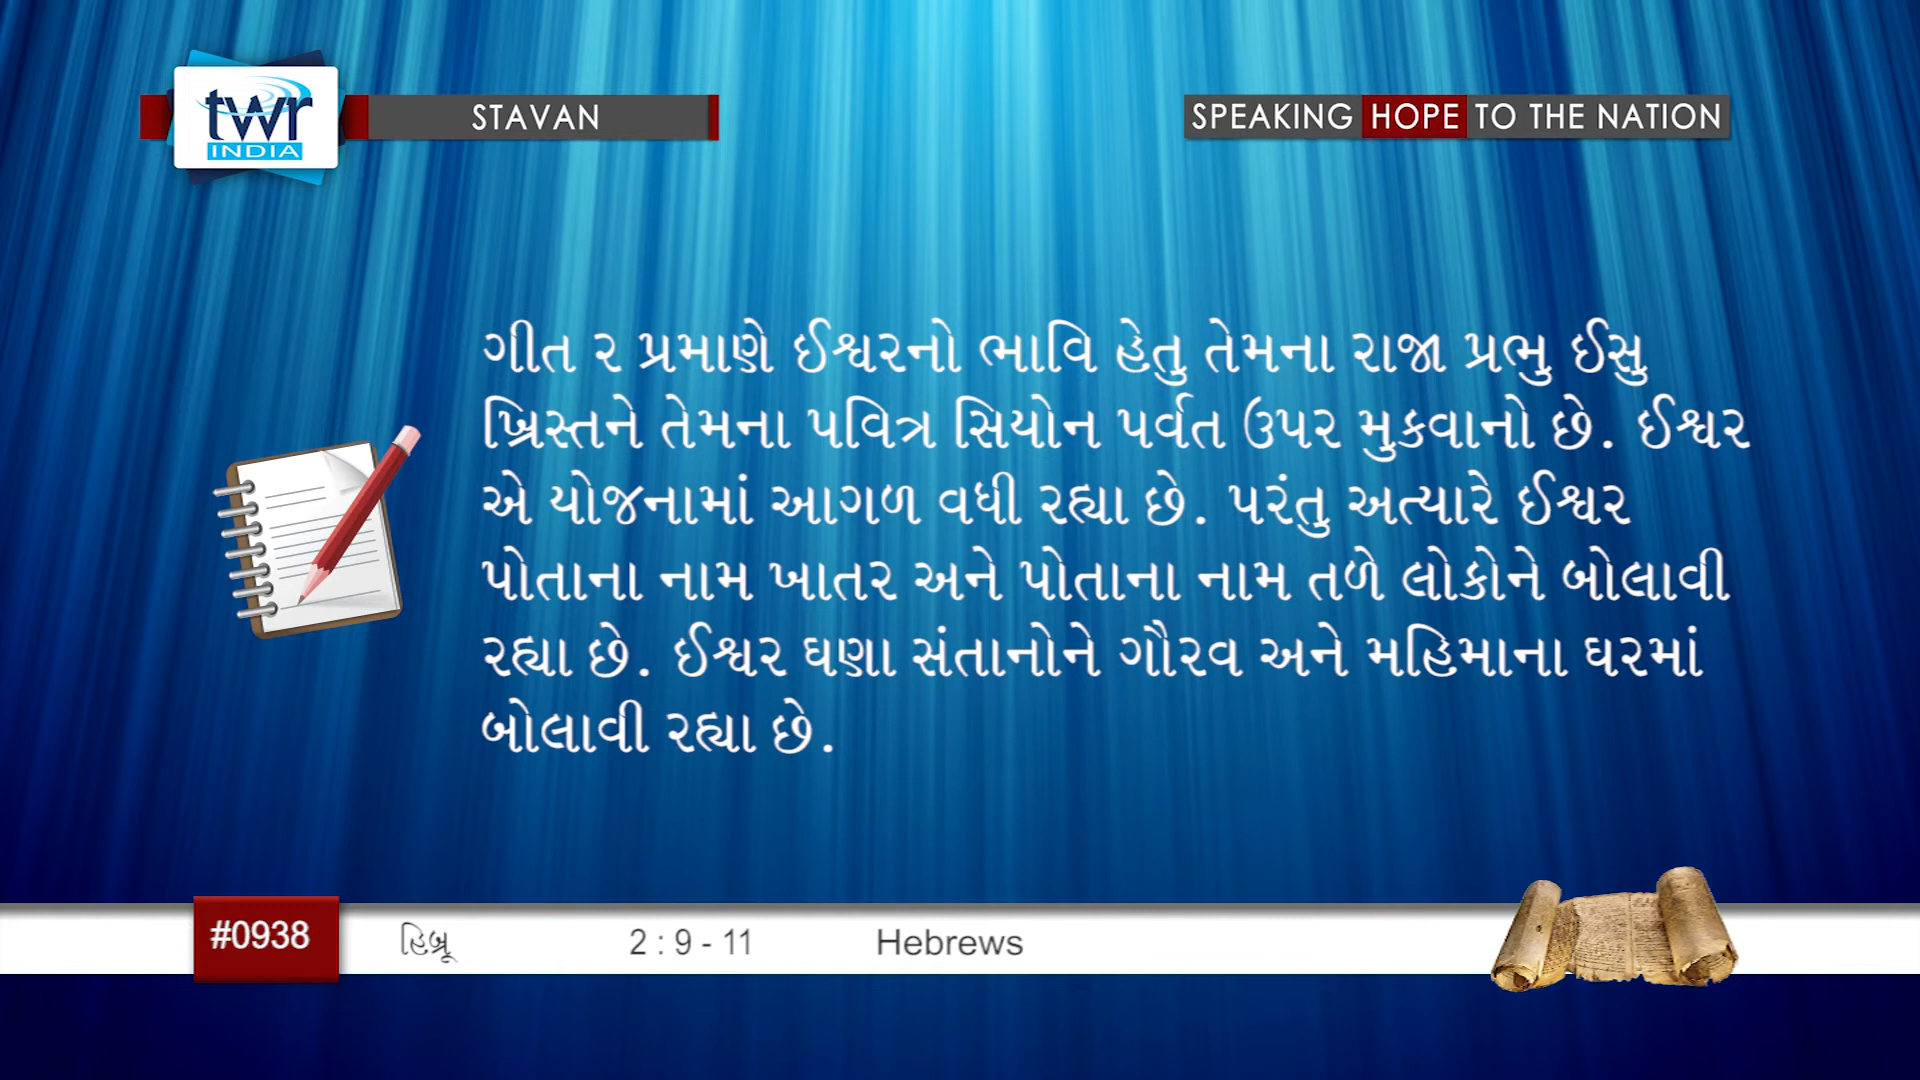 twr
INDIA
STAVAN
SPEAKING HOPE TO THE NATION
ગીત ૨ પ્રમાણે ઈશ્વરનો ભાવિ હેતુ તેમના રાજા પ્રભુ ઈસુ
ખ્રિસ્તને તેમના પવિત્ર સિયોન પર્વત ઉપર મુકવાનો છે. ઈશ્વર
એ યોજનામાં આગળ વધી રહ્યા છે. પરંતુ અત્યારે ઈશ્વર
પોતાના નામ ખાતર અને પોતાના નામ તળે લોકોને બોલાવી
રહ્યા છે. ઈશ્વર ઘણા સંતાનોને ગૌરવ અને મહિમાના ઘરમાં
બોલાવી રહ્યા છે.
#0938 હિબ્રૂ 2 : 9 - 11 Hebrews